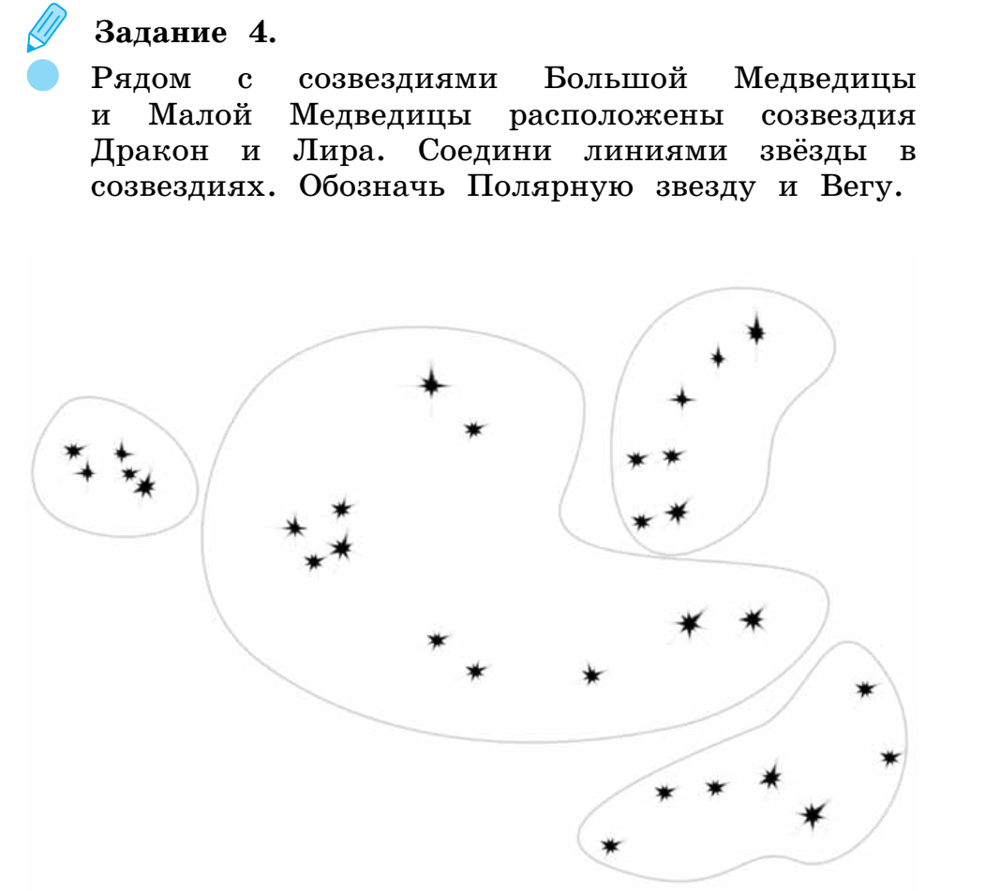 Задание 4.
Рядом с созвездиями Большой Медведицы
и Малой Медведицы расположены созвездия
Дракон и Лира. Соедини линиями звёзды в
созвездиях. Обозначь Полярную звезду и Вегу.